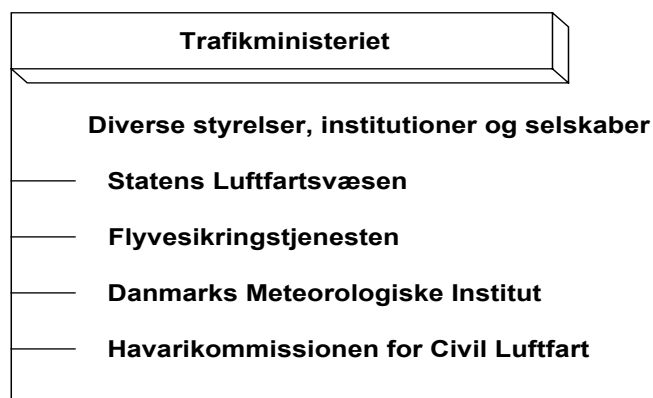 Trafikministeriet
Diverse styrelser, institutioner og selskaber
Statens Luftfartsvæsen
Flyvesikringstjenesten
Danmarks Meteorologiske Institut
Havarikommissionen for Civil Luftfart